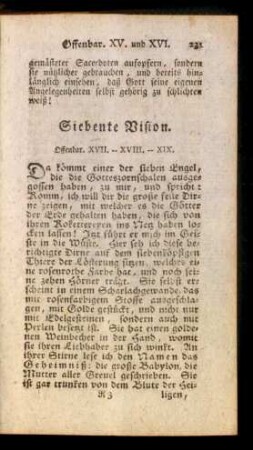 Offenbar. XV. und XVI. 231
gemästeter Sacerdoten aufopfern, sondern
sie nützlicher gebrauchen, und bereits hin-
länglich einsehen, daß Gott seine eigenen
Angelegenheiten selbst gehörig zu schlichten
weiß!
Siebente Vision.
Offenbar. XVII. – XVIII. – XIX.
Da kömmt einer der sieben Engel,
die die Gotteszornschalen ausge-
gossen haben, zu mir, und spricht:
Komm, ich will dir die große feile Dir-
ne zeigen, mit welcher es die Götter
der Erde gehalten haben, die sich von
ihren Koketterieen ins Netz haben lo-
cken lassen! Itzt führt er mich im Gei-
ste in die Wüste. Hier seh ich diese be-
richtigte Dirne auf dem siebenköpfigen
Thiere der Lästerung sitzen, welches ei-
ne rosenrothe Farbe hat, und noch sei-
ne zehen Hörner trägt. Sie selbst er-
scheint in einem Scharlachgewande, das
mit rosenfarbigem Stoffe ausgeschla-
gen, mit Golde gestückt, und nicht nur
mit Edelgesteinen, sondern auch mit
Perlen besetzt ist. Sie hat einen golde-
nen Weinbecher in der Hand, womit
sie ihren Liebhaber zu sich winkt. An
ihrer Stirne lese ich den Namen das
Geheimniß: die große Babylon, die
Mutter aller Greuel geschrieben. Sie
ist gar trunken von dem Blute der Hei-
R 3 ligen,